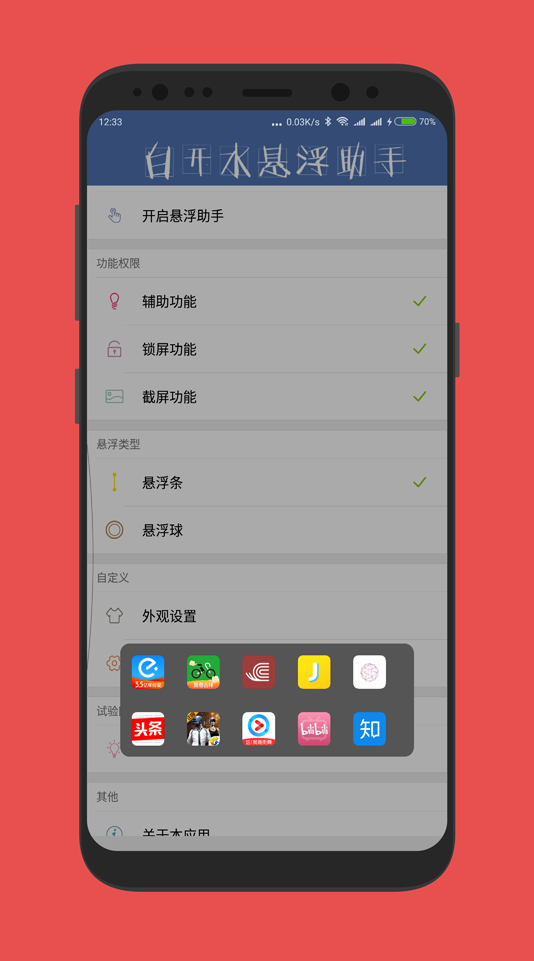 12:33 ... 0.03K/s 70%
白开水悬浮助手
开启悬浮助手
功能权限
辅助功能
锁屏功能
截屏功能
悬浮类型
悬浮条
悬浮球
自定义
外观设置
试验
头条
bilibili
知
其他
关于本应用